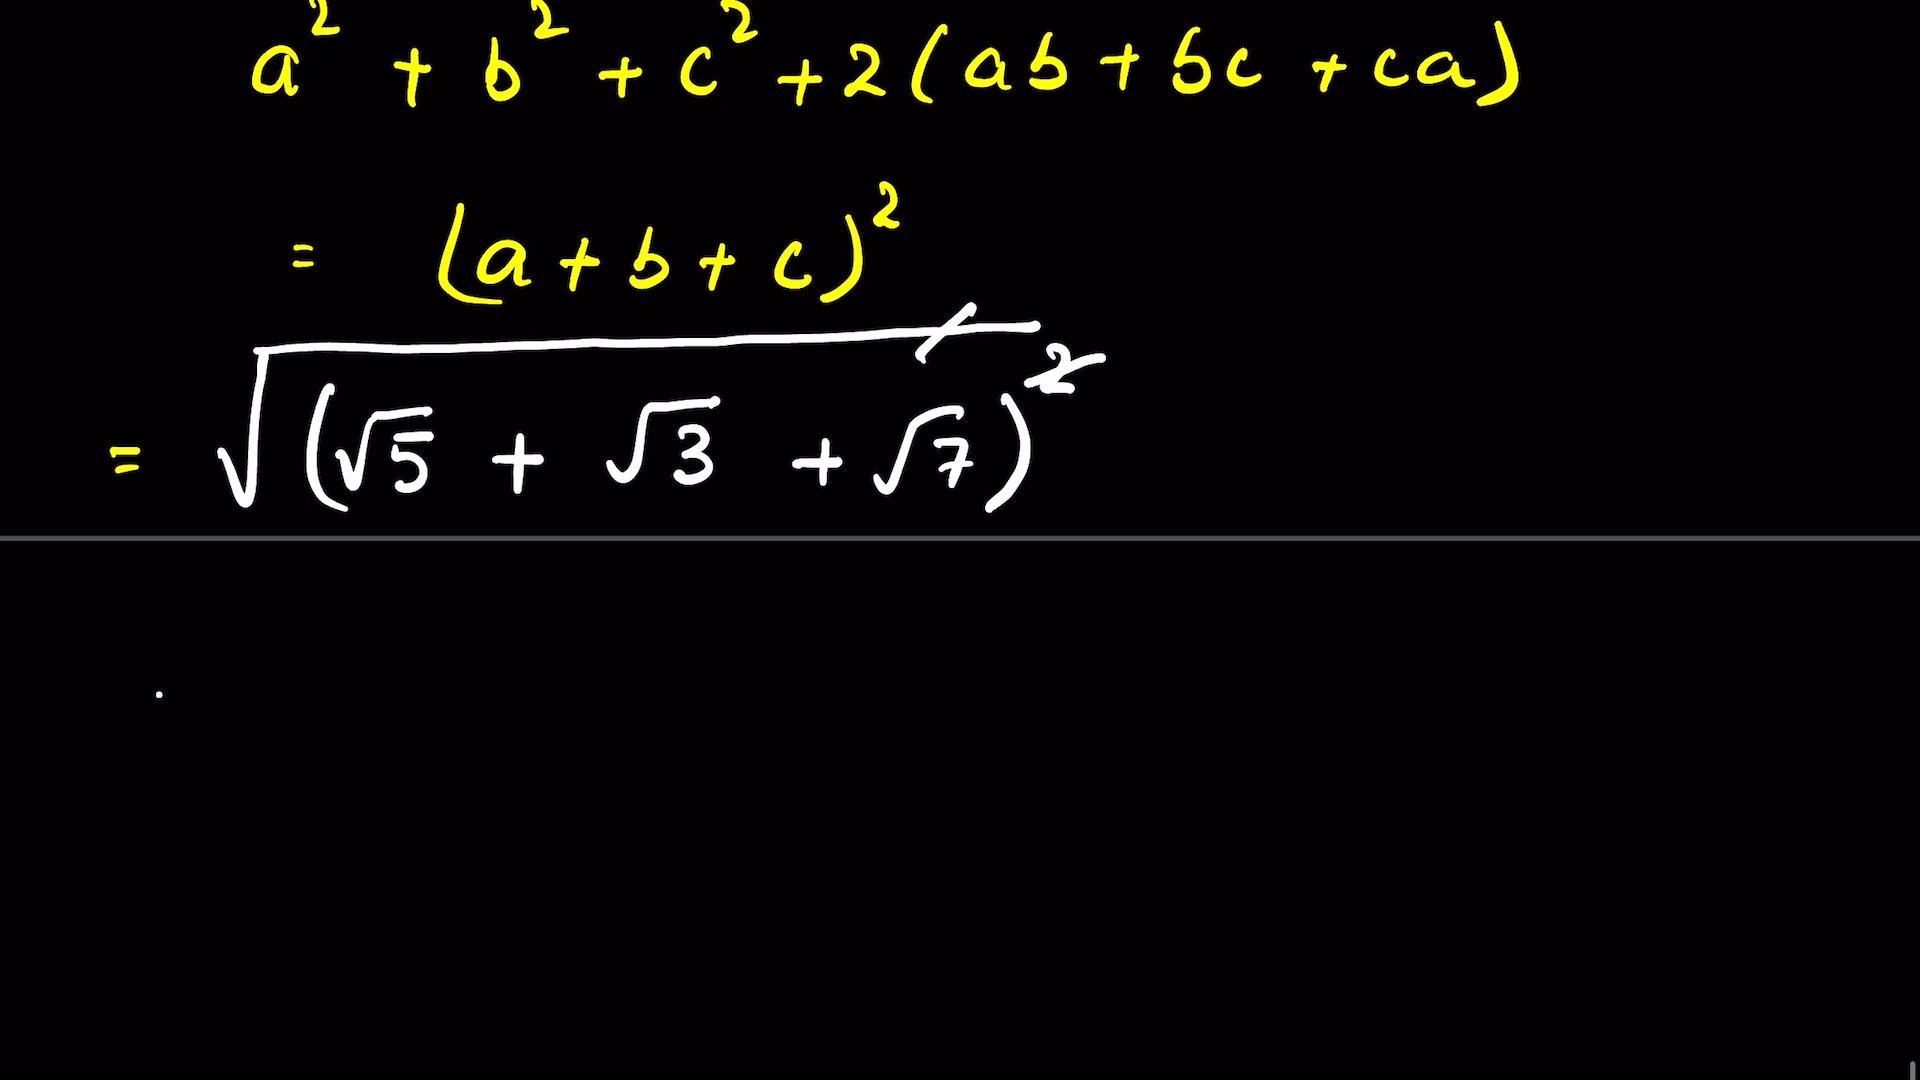 a² + b² + c² + 2(ab + bc + ca)
= (a + b + c)²
= √(√5 + √3 + √7)²